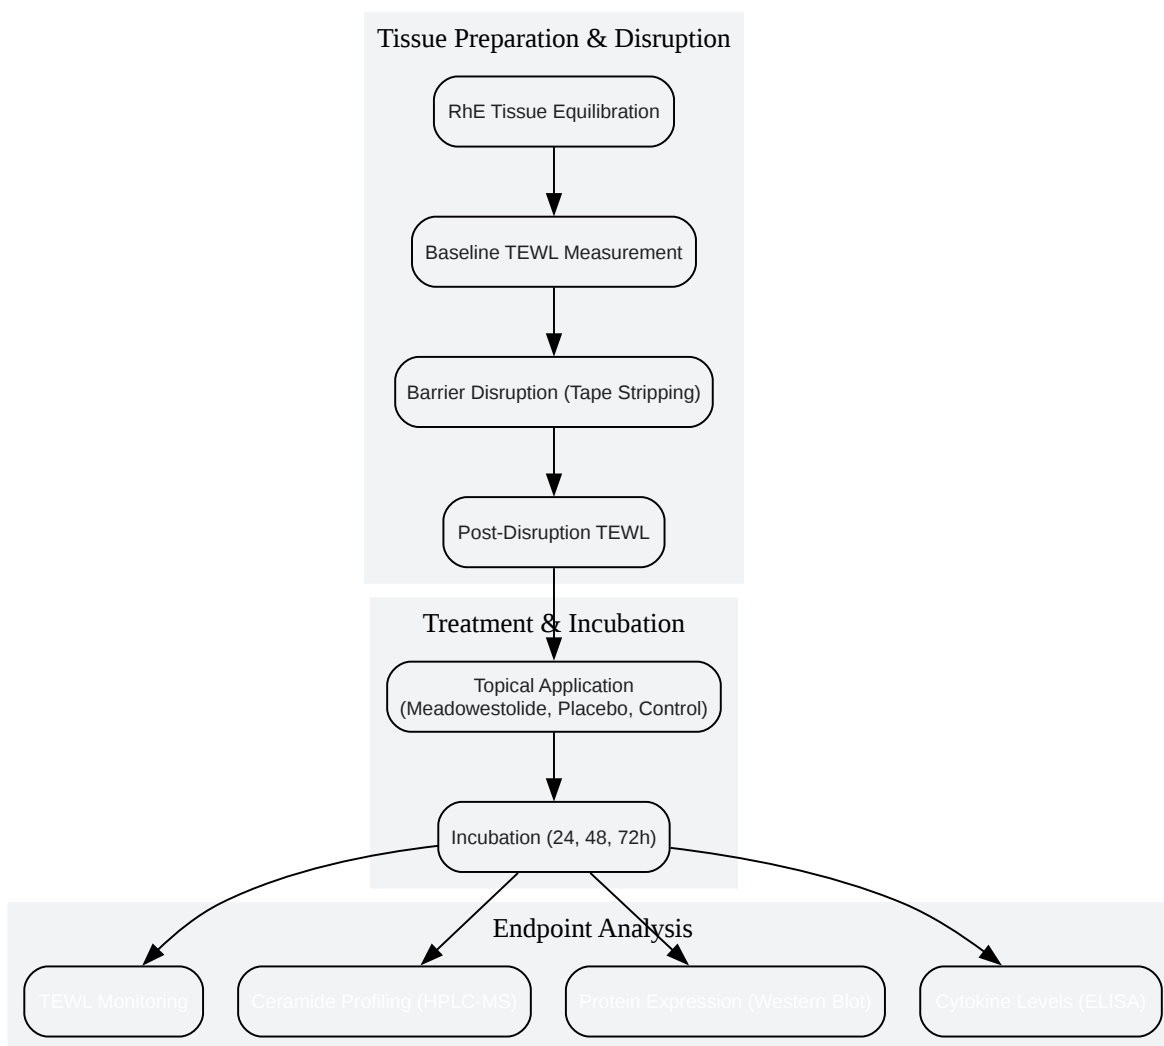 Tissue Preparation & Disruption
RhE Tissue Equilibration
Baseline TEWL Measurement
Barrier Disruption (Tape Stripping)
Post-Disruption TEWL
Treatment & Incubation
Topical Application
(Meadowestolide, Placebo, Control)
Incubation (24, 48, 72h)
Endpoint Analysis
TEWL Monitoring
Ceramide Profiling (HPLC-MS)
Protein Expression (Western Blot)
Cytokine Levels (ELISA)